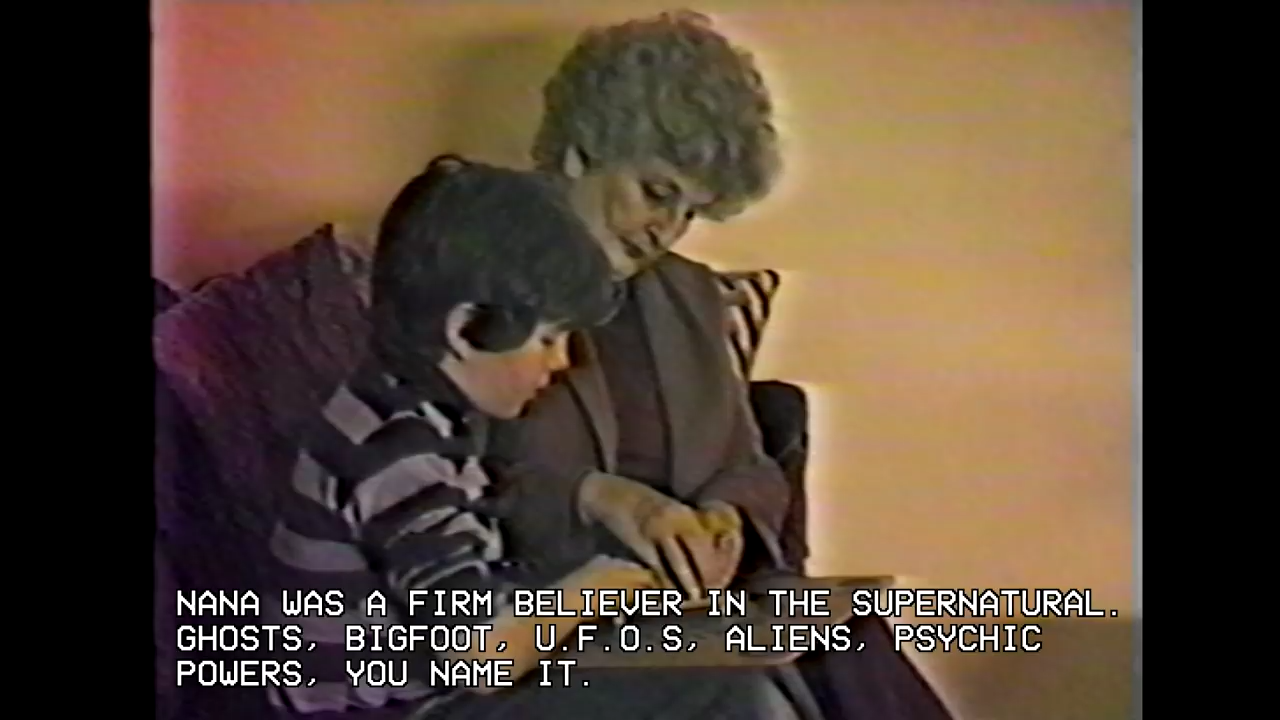 NANA WAS A FIRM BELIEVER IN THE SUPERNATURAL.
GHOSTS, BIGFOOT, U.F.O.S, ALIENS, PSYCHIC
POWERS, YOU NAME IT.